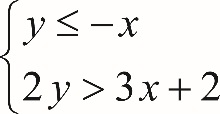 y ≤ −x
2y > 3x + 2